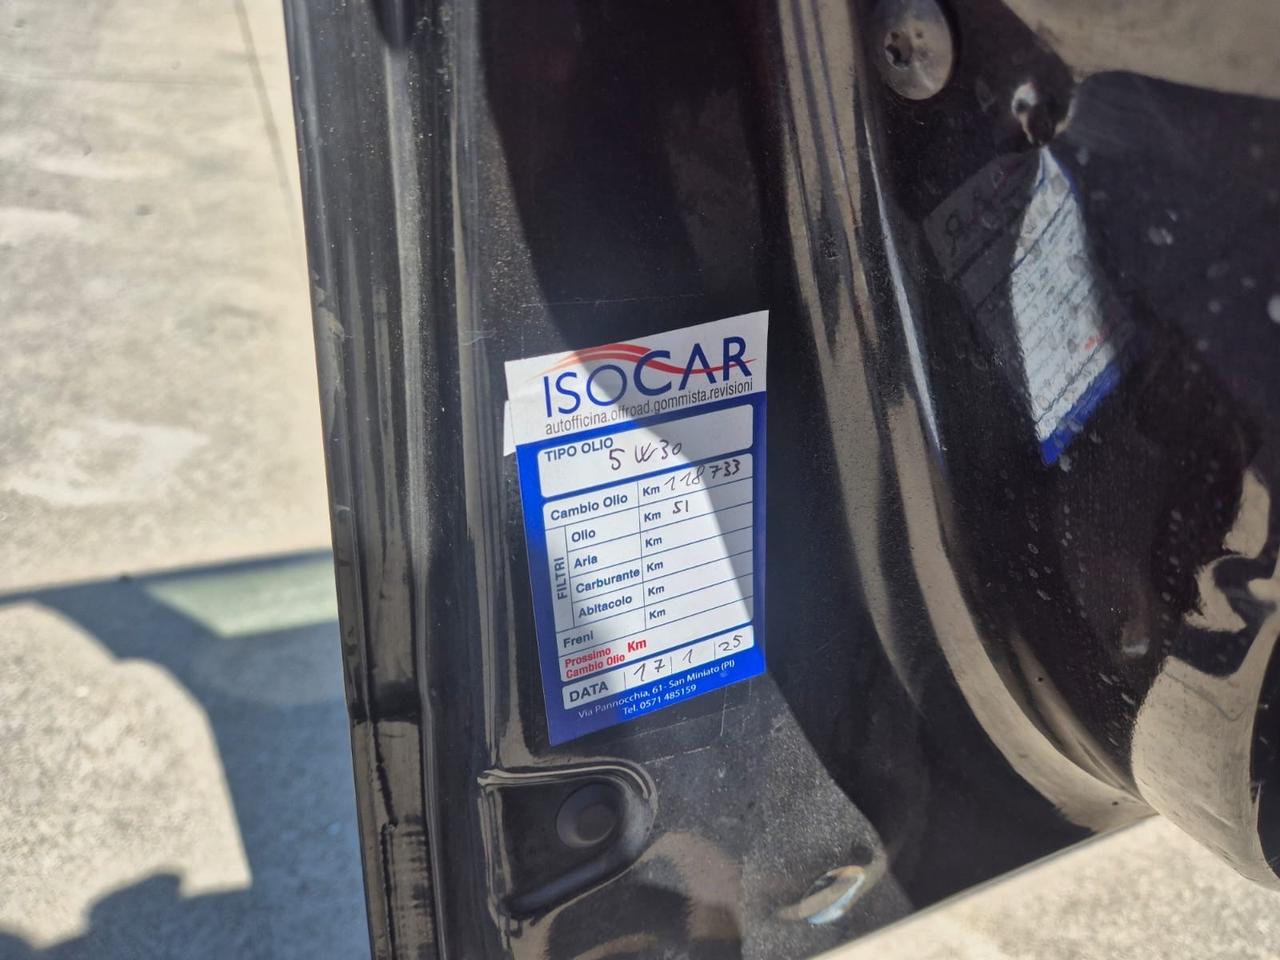 ISOCAR
autofficina.offroad.gommista.revisioni
TIPO OLIO 5W30
Cambio Olio Km 118733
FILTRI
Olio Km SI
Aria Km
Carburante Km
Abitacolo Km
Freni Km
Prossimo Cambio Olio Km
DATA 17/1/25
Via Pannocchia, 61 - San Miniato (PI)
Tel. 0571 485159